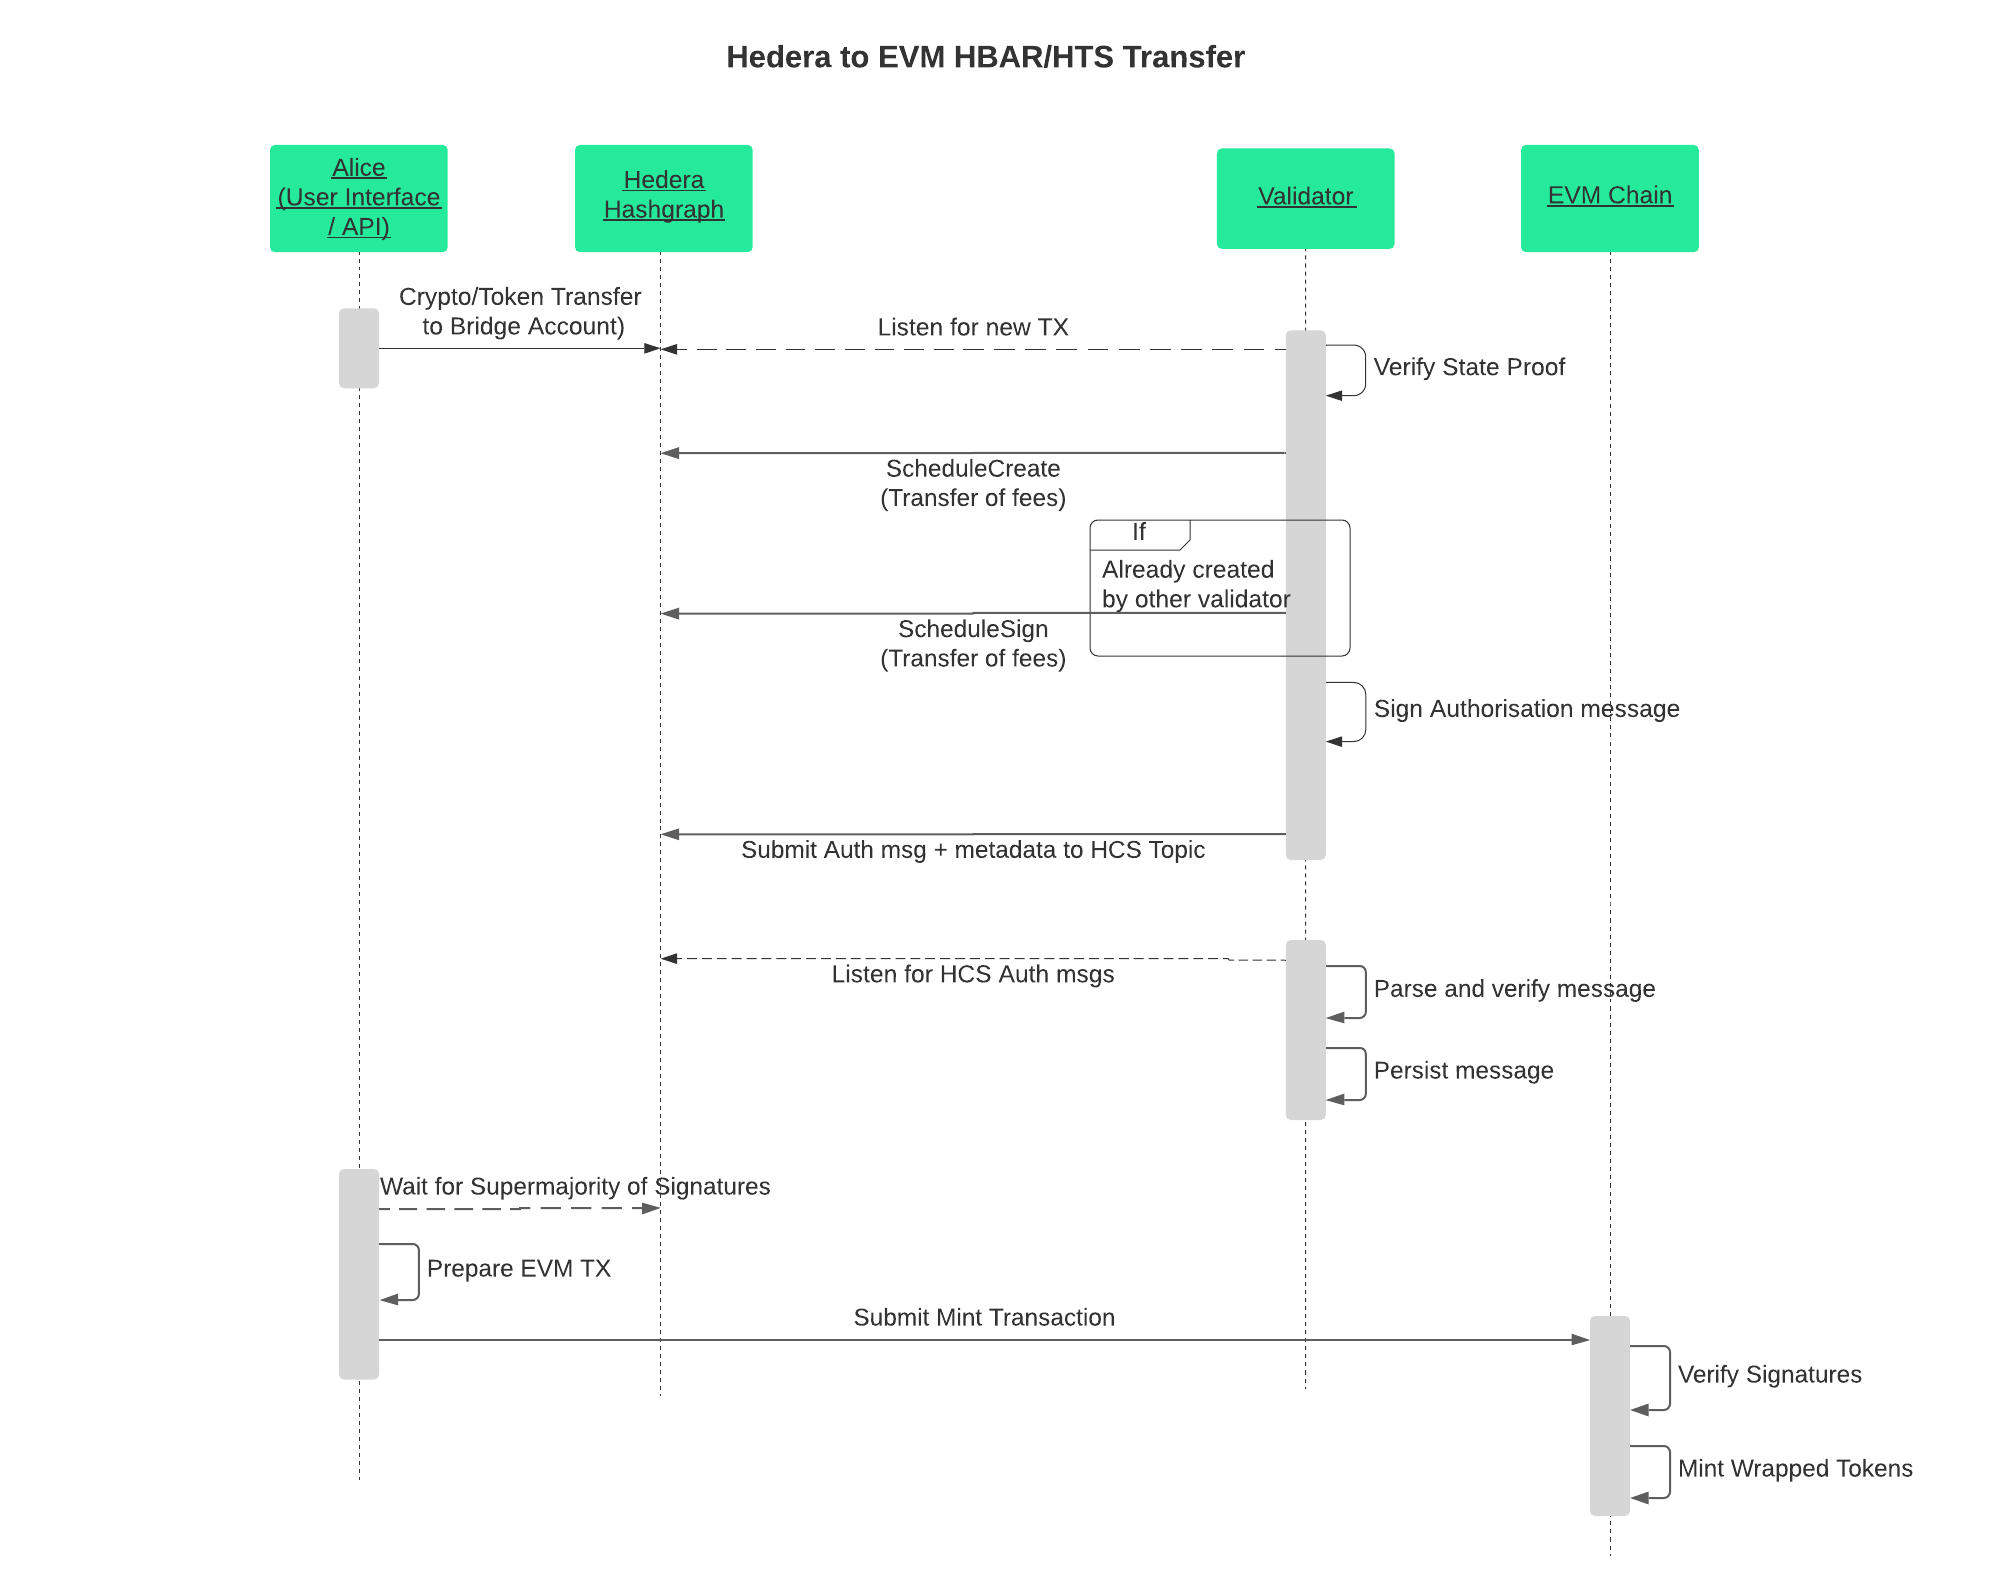 Hedera to EVM HBAR/HTS Transfer
Alice
(User Interface
/ API)
Hedera
Hashgraph
Validator
EVM Chain
Crypto/Token Transfer
to Bridge Account)
Listen for new TX
Verify State Proof
ScheduleCreate
(Transfer of fees)
If
Already created
by other validator
ScheduleSign
(Transfer of fees)
Sign Authorisation message
Submit Auth msg + metadata to HCS Topic
Listen for HCS Auth msgs
Parse and verify message
Persist message
Wait for Supermajority of Signatures
Prepare EVM TX
Submit Mint Transaction
Verify Signatures
Mint Wrapped Tokens